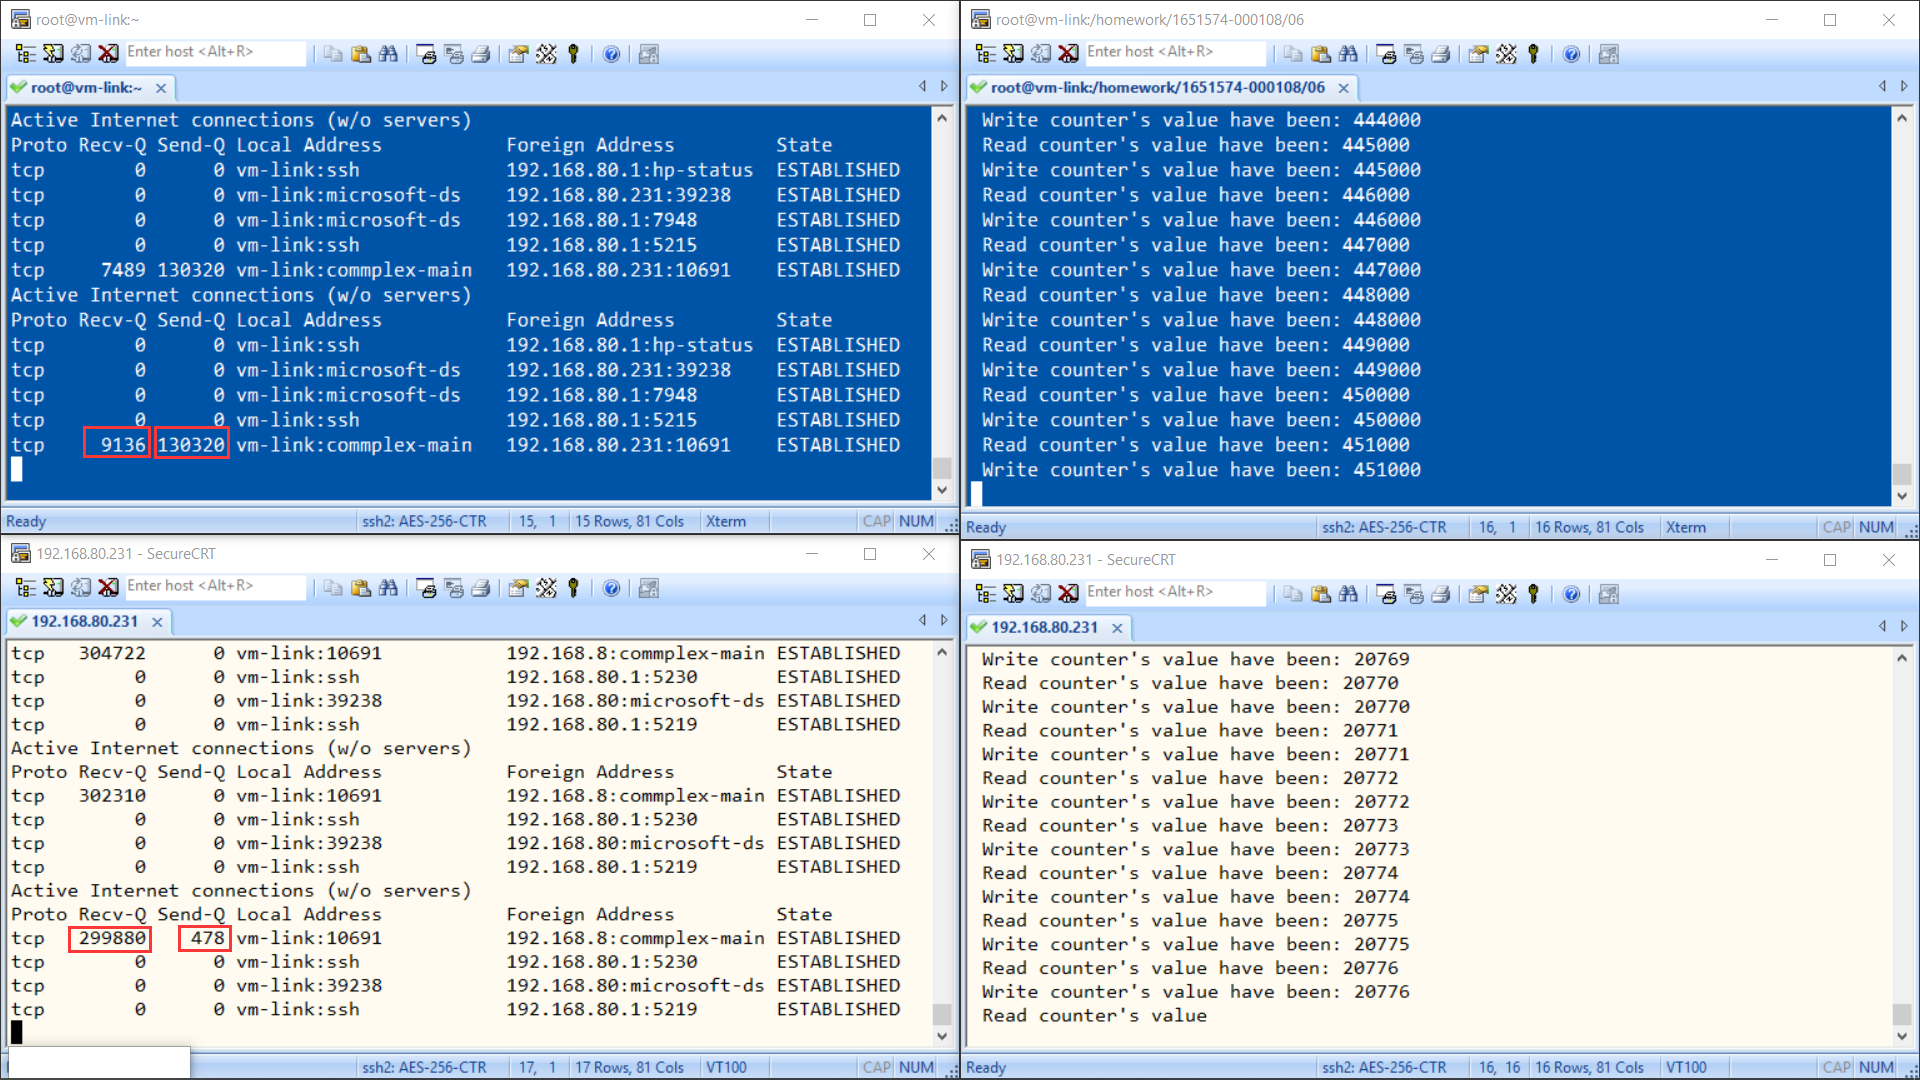 root@vm-link:~
Enter host <Alt+R>
root@vm-link:~
Active Internet connections (w/o servers)
Proto Recv-Q Send-Q Local Address           Foreign Address         State
tcp        0      0 vm-link:ssh             192.168.80.1:hp-status  ESTABLISHED
tcp        0      0 vm-link:microsoft-ds    192.168.80.231:39238    ESTABLISHED
tcp        0      0 vm-link:microsoft-ds    192.168.80.1:7948       ESTABLISHED
tcp        0      0 vm-link:ssh             192.168.80.1:5215       ESTABLISHED
tcp     7489 130320 vm-link:commplex-main   192.168.80.231:10691    ESTABLISHED
Active Internet connections (w/o servers)
Proto Recv-Q Send-Q Local Address           Foreign Address         State
tcp        0      0 vm-link:ssh             192.168.80.1:hp-status  ESTABLISHED
tcp        0      0 vm-link:microsoft-ds    192.168.80.231:39238    ESTABLISHED
tcp        0      0 vm-link:microsoft-ds    192.168.80.1:7948       ESTABLISHED
tcp        0      0 vm-link:ssh             192.168.80.1:5215       ESTABLISHED
tcp     9136 130320 vm-link:commplex-main   192.168.80.231:10691    ESTABLISHED
Ready ssh2: AES-256-CTR 15, 1 15 Rows, 81 Cols Xterm CAP NUM
root@vm-link:/homework/1651574-000108/06
Enter host <Alt+R>
root@vm-link:/homework/1651574-000108/06
Write counter's value have been: 444000
Read counter's value have been: 445000
Write counter's value have been: 445000
Read counter's value have been: 446000
Write counter's value have been: 446000
Read counter's value have been: 447000
Write counter's value have been: 447000
Read counter's value have been: 448000
Write counter's value have been: 448000
Read counter's value have been: 449000
Write counter's value have been: 449000
Read counter's value have been: 450000
Write counter's value have been: 450000
Read counter's value have been: 451000
Write counter's value have been: 451000
Ready ssh2: AES-256-CTR 16, 1 16 Rows, 81 Cols Xterm CAP NUM
192.168.80.231 - SecureCRT
Enter host <Alt+R>
192.168.80.231
tcp   304722      0 vm-link:10691           192.168.8:commplex-main ESTABLISHED
tcp        0      0 vm-link:ssh             192.168.80.1:5230       ESTABLISHED
tcp        0      0 vm-link:39238           192.168.80:microsoft-ds ESTABLISHED
tcp        0      0 vm-link:ssh             192.168.80.1:5219       ESTABLISHED
Active Internet connections (w/o servers)
Proto Recv-Q Send-Q Local Address           Foreign Address         State
tcp   302310      0 vm-link:10691           192.168.8:commplex-main ESTABLISHED
tcp        0      0 vm-link:ssh             192.168.80.1:5230       ESTABLISHED
tcp        0      0 vm-link:39238           192.168.80:microsoft-ds ESTABLISHED
tcp        0      0 vm-link:ssh             192.168.80.1:5219       ESTABLISHED
Active Internet connections (w/o servers)
Proto Recv-Q Send-Q Local Address           Foreign Address         State
tcp   299880    478 vm-link:10691           192.168.8:commplex-main ESTABLISHED
tcp        0      0 vm-link:ssh             192.168.80.1:5230       ESTABLISHED
tcp        0      0 vm-link:39238           192.168.80:microsoft-ds ESTABLISHED
tcp        0      0 vm-link:ssh             192.168.80.1:5219       ESTABLISHED
ssh2: AES-256-CTR 17, 1 17 Rows, 81 Cols VT100 CAP NUM
192.168.80.231 - SecureCRT
Enter host <Alt+R>
192.168.80.231
Write counter's value have been: 20769
Read counter's value have been: 20770
Write counter's value have been: 20770
Read counter's value have been: 20771
Write counter's value have been: 20771
Read counter's value have been: 20772
Write counter's value have been: 20772
Read counter's value have been: 20773
Write counter's value have been: 20773
Read counter's value have been: 20774
Write counter's value have been: 20774
Read counter's value have been: 20775
Write counter's value have been: 20775
Read counter's value have been: 20776
Write counter's value have been: 20776
Read counter's value
Ready ssh2: AES-256-CTR 16, 16 16 Rows, 81 Cols VT100 CAP NUM